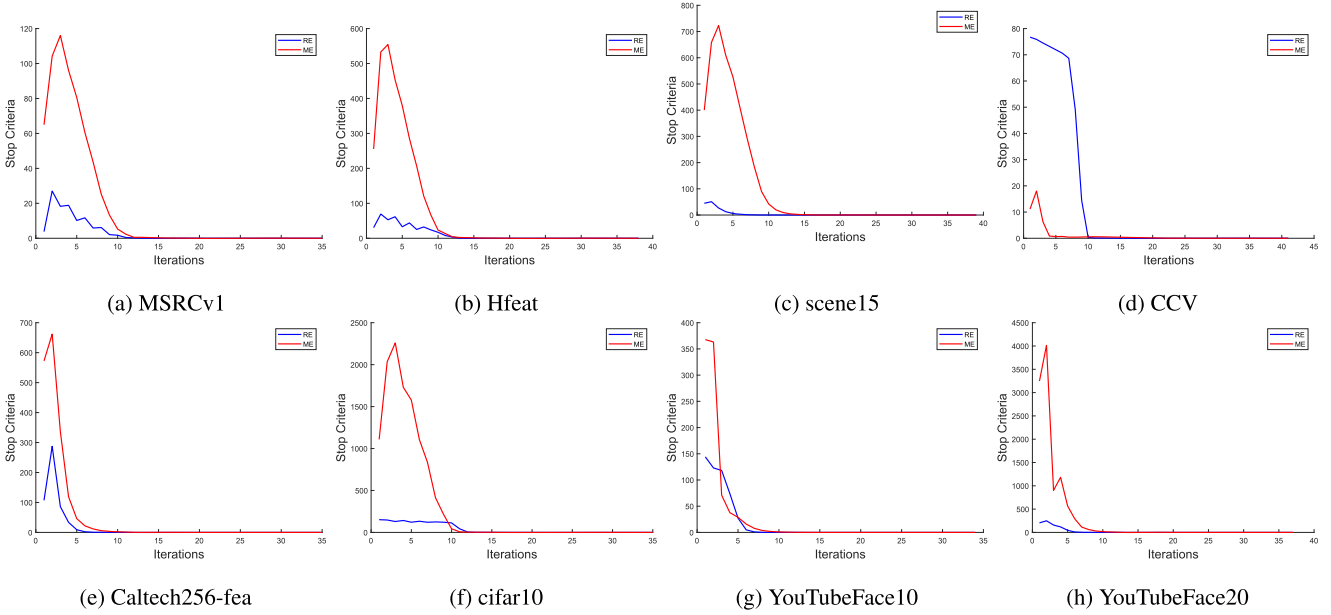 120
100
80
60
40
20
0
Stop Criteria
0 5 10 15 20 25 30 35
Iterations
RE
ME
(a) MSRCv1
600
500
400
300
200
100
0
Stop Criteria
0 5 10 15 20 25 30 35 40
Iterations
RE
ME
(b) Hfeat
800
700
600
500
400
300
200
100
0
Stop Criteria
0 5 10 15 20 25 30 35 40
Iterations
RE
ME
(c) scene15
80
70
60
50
40
30
20
10
0
Stop Criteria
0 5 10 15 20 25 30 35 40 45
Iterations
RE
ME
(d) CCV
700
600
500
400
300
200
100
0
Stop Criteria
0 5 10 15 20 25 30 35
Iterations
RE
ME
(e) Caltech256-fea
2500
2000
1500
1000
500
0
Stop Criteria
0 5 10 15 20 25 30 35
Iterations
RE
ME
(f) cifar10
400
350
300
250
200
150
100
50
0
Stop Criteria
0 5 10 15 20 25 30 35
Iterations
RE
ME
(g) YouTubeFace10
4500
4000
3500
3000
2500
2000
1500
1000
500
0
Stop Criteria
0 5 10 15 20 25 30 35 40
Iterations
RE
ME
(h) YouTubeFace20